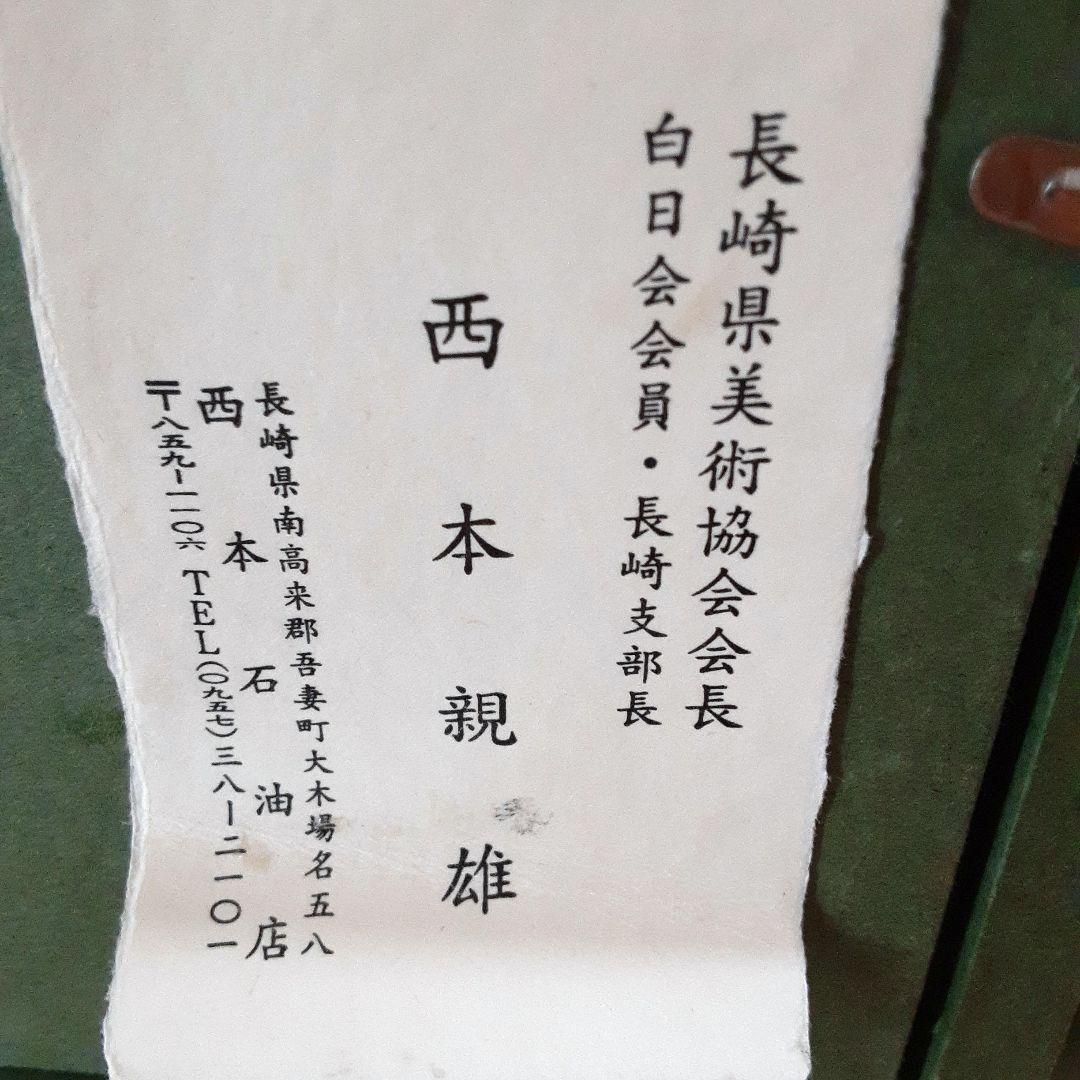 長崎県美術協会会長
白日会会員・長崎支部長
西本親雄
長崎県南高来郡吾妻町大木場名五八
西本石油店
〒八五九ー一一〇六 TEL(〇九五七)三八ー二一〇一